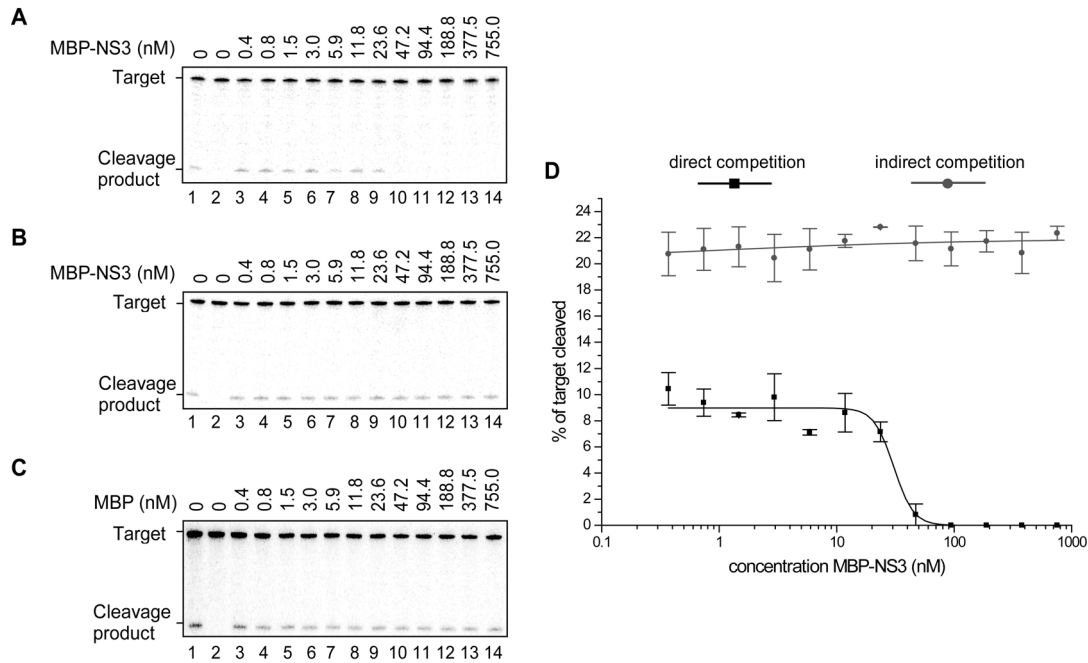 A
MBP-NS3 (nM) 0 0 0.4 0.8 1.5 3.0 5.9 11.8 23.6 47.2 94.4 188.8 377.5 755.0
Target
Cleavage
product
1 2 3 4 5 6 7 8 9 10 11 12 13 14
B
MBP-NS3 (nM) 0 0 0.4 0.8 1.5 3.0 5.9 11.8 23.6 47.2 94.4 188.8 377.5 755.0
Target
Cleavage
product
1 2 3 4 5 6 7 8 9 10 11 12 13 14
C
MBP (nM) 0 0 0.4 0.8 1.5 3.0 5.9 11.8 23.6 47.2 94.4 188.8 377.5 755.0
Target
Cleavage
product
1 2 3 4 5 6 7 8 9 10 11 12 13 14
D
direct competition indirect competition
% of target cleaved
24
22
20
18
16
14
12
10
8
6
4
2
0
0.1 1 10 100 1000
concentration MBP-NS3 (nM)